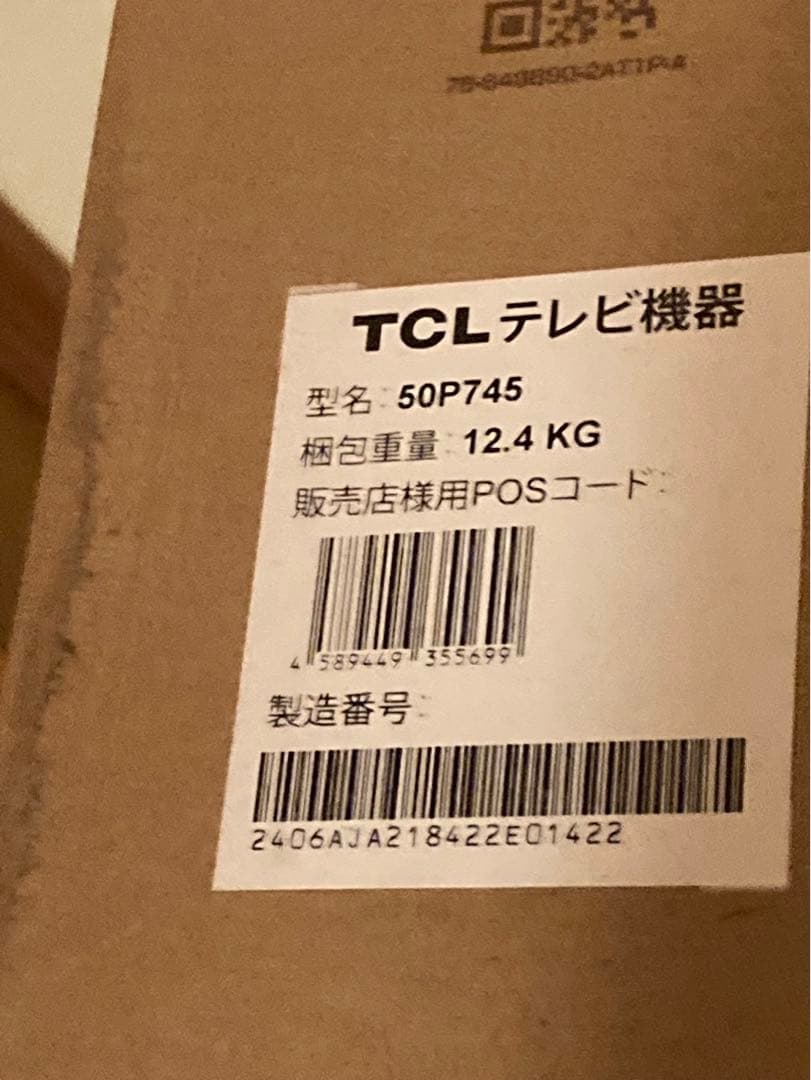 TCLテレビ機器
型名: 50P745
梱包重量: 12.4 KG
販売店様用POSコード:
4 589449 355699
製造番号:
2406AJA218422E01422